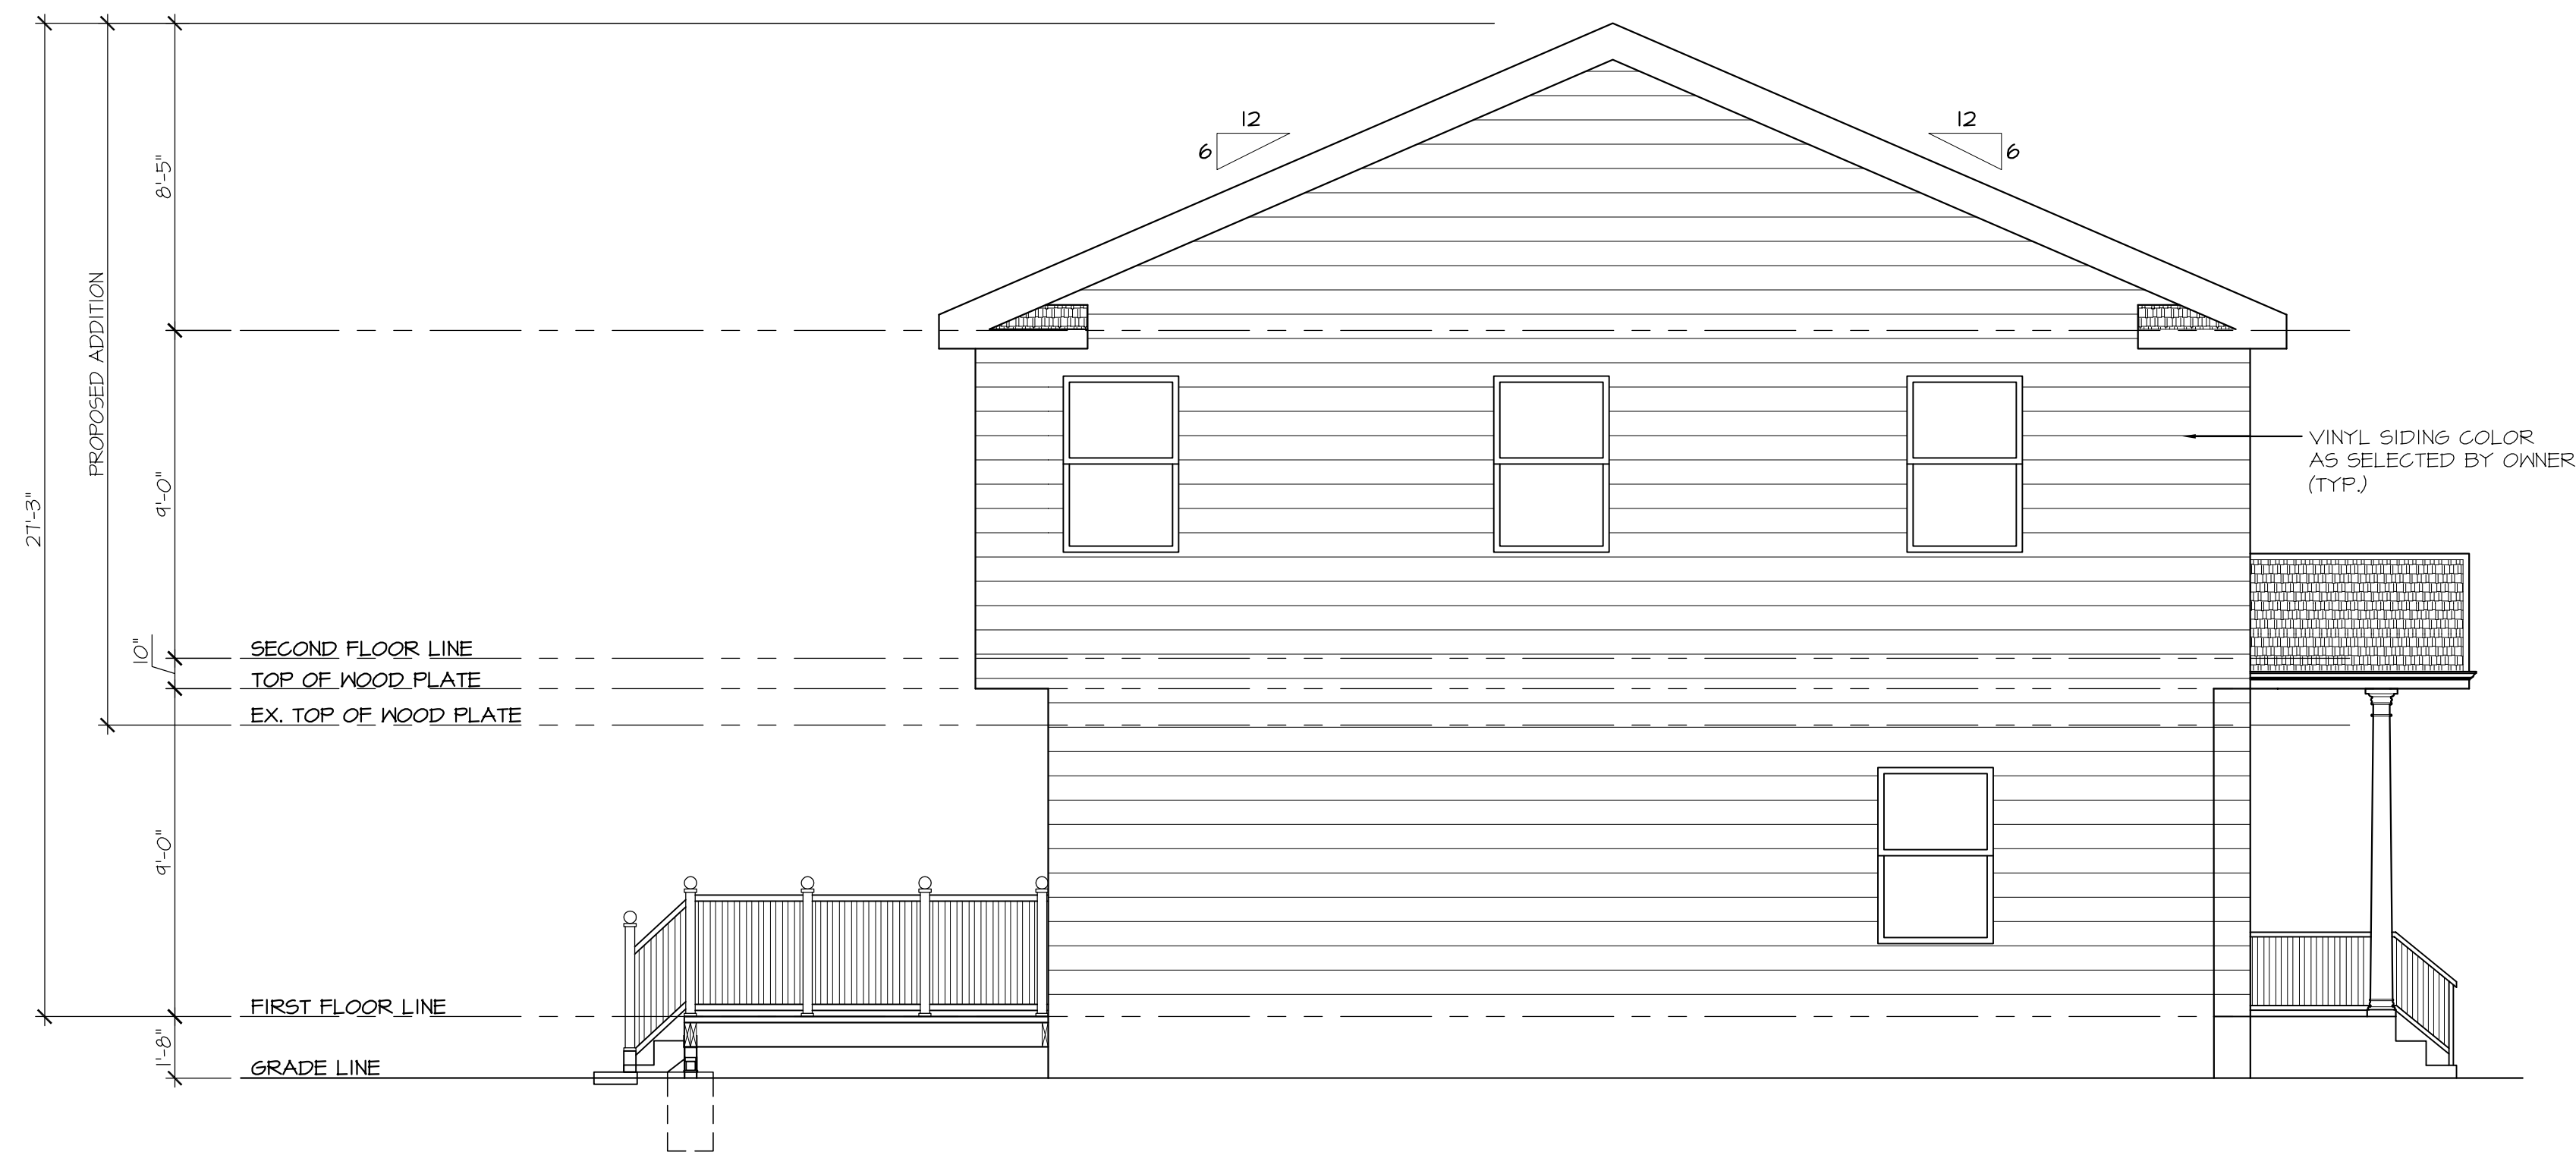 12
6
12
6
8'-5"
PROPOSED ADDITION
27'-3"
9'-0"
VINYL SIDING COLOR
AS SELECTED BY OWNER
(TYP.)
10"
SECOND FLOOR LINE
TOP OF WOOD PLATE
EX. TOP OF WOOD PLATE
9'-0"
FIRST FLOOR LINE
1'-8"
GRADE LINE